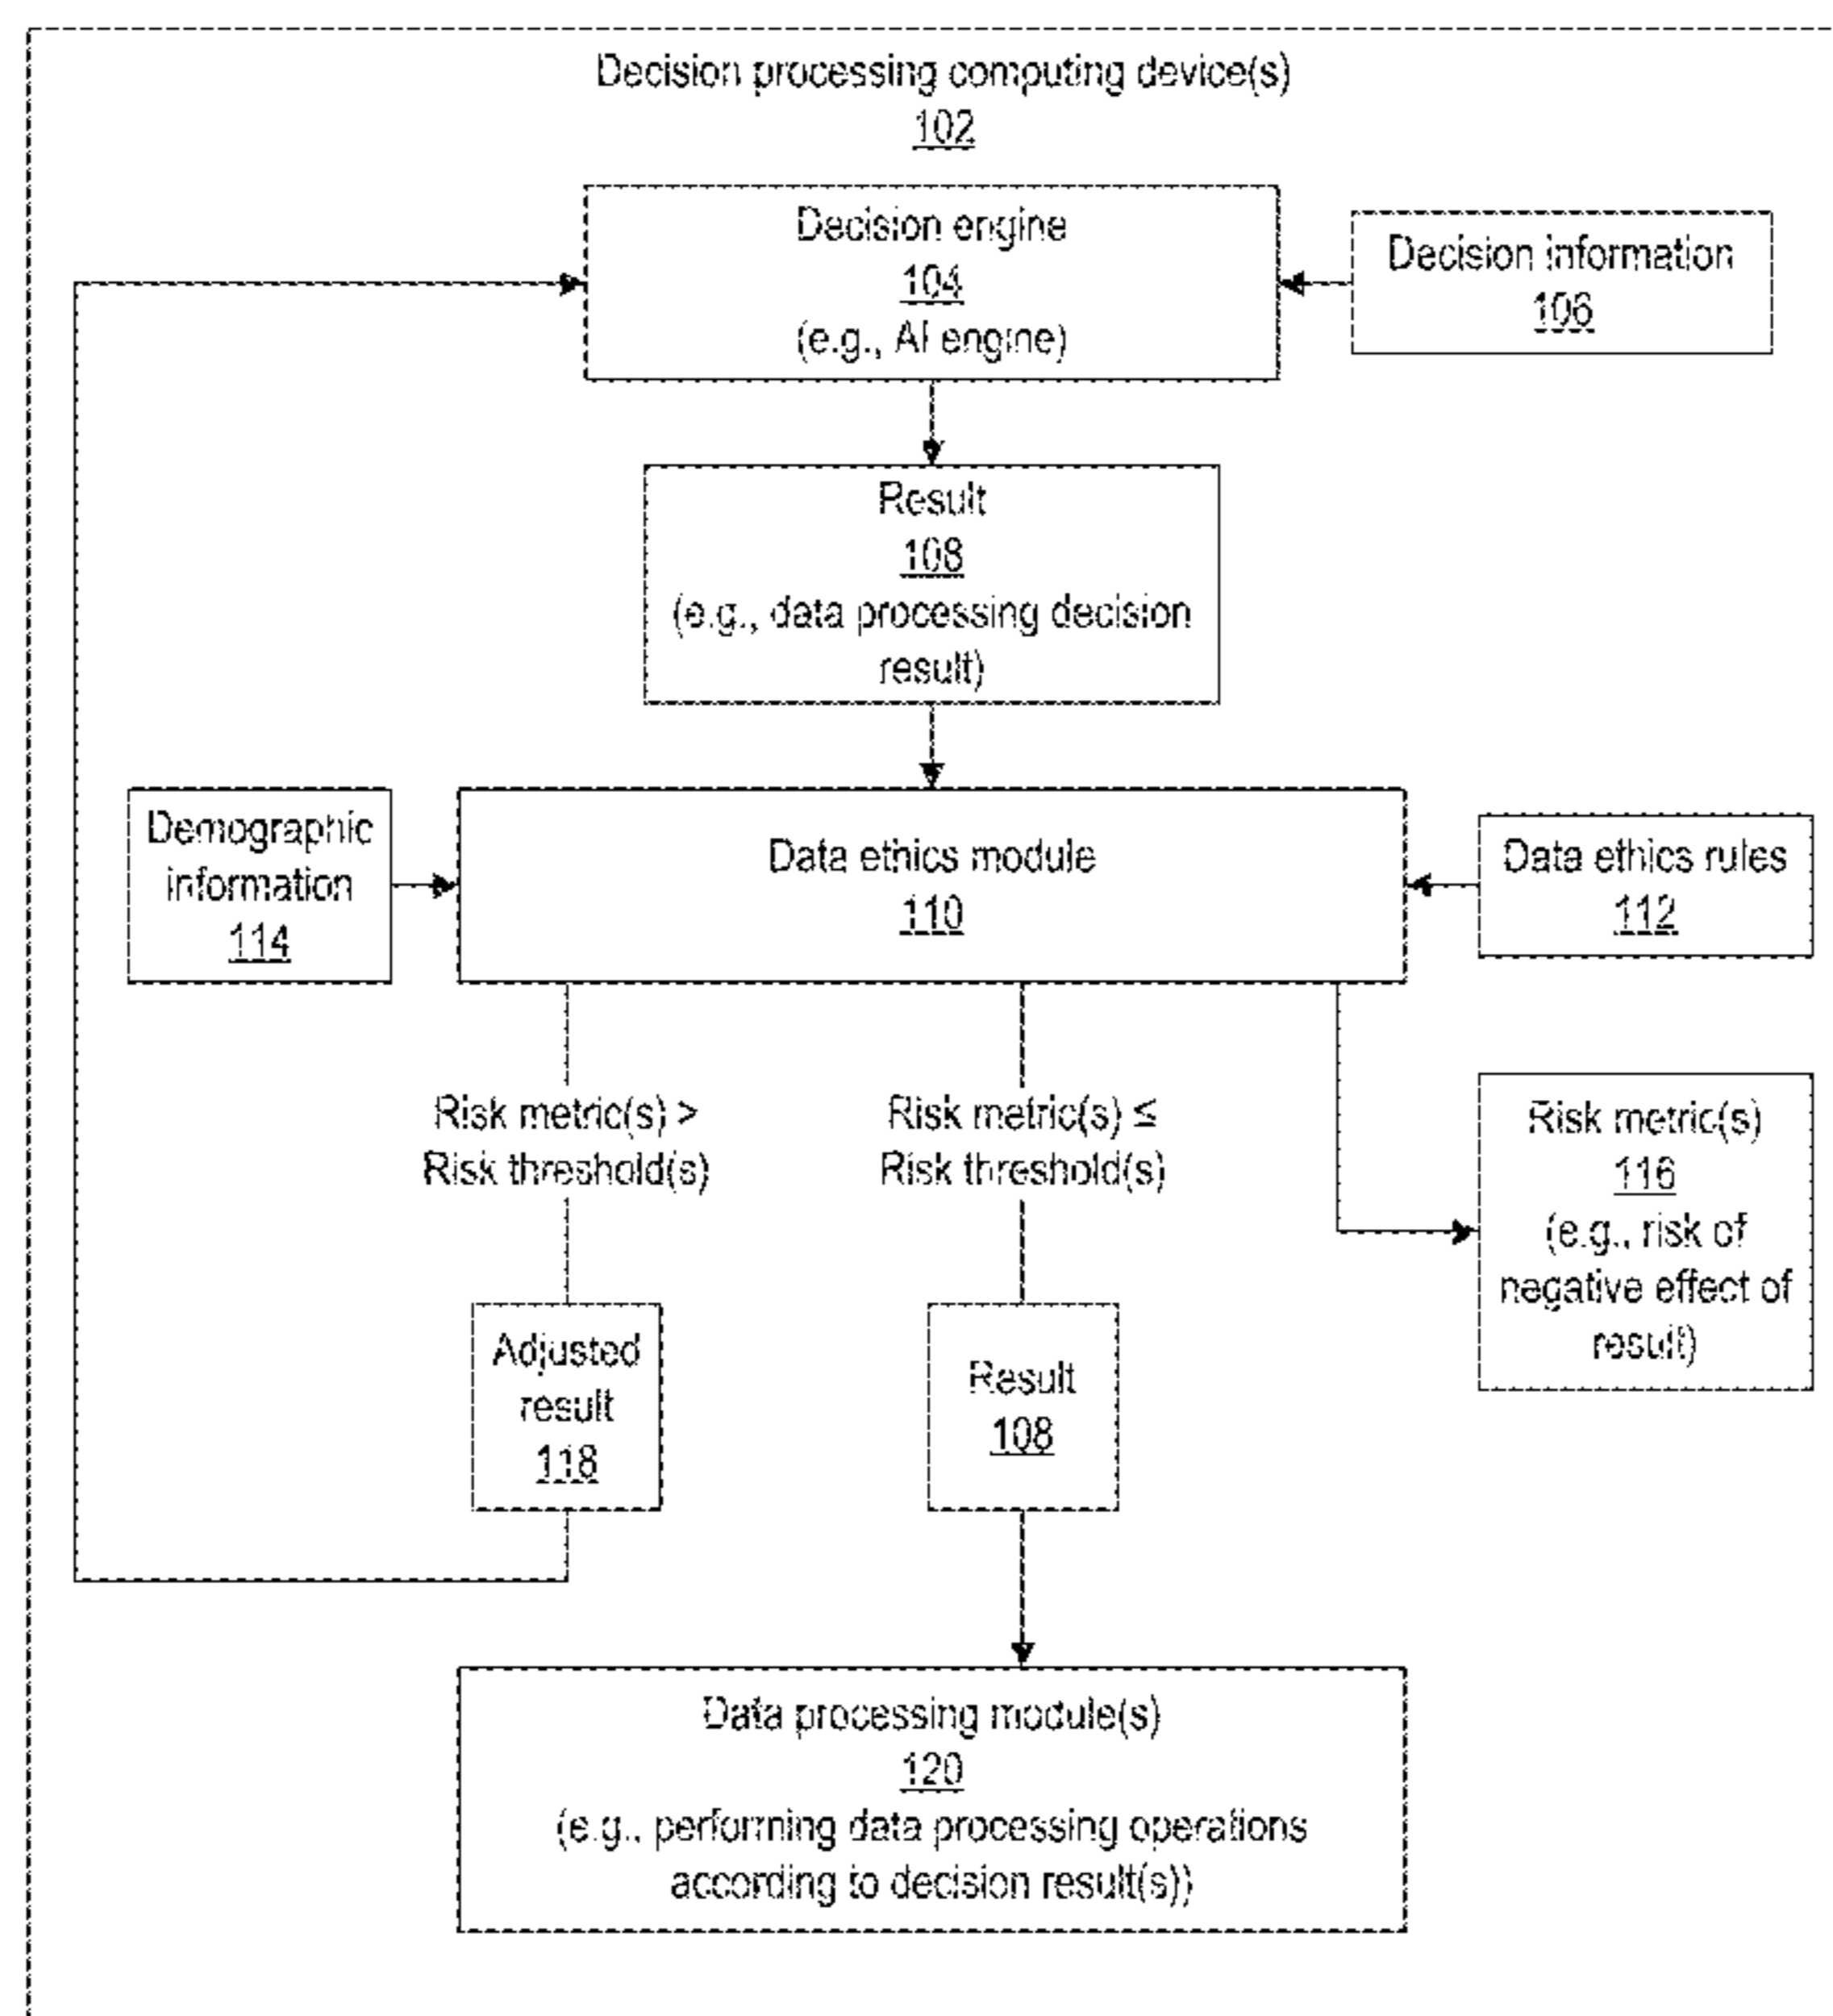 Decision processing computing device(s)
102
Decision engine
104
(e.g., AI engine)
Decision information
106
Result
108
(e.g., data processing decision
result)
Demographic
information
114
Data ethics module
110
Data ethics rules
112
Risk metric(s) >
Risk threshold(s)
Risk metric(s) ≤
Risk threshold(s)
Risk metric(s)
116
(e.g., risk of
negative effect of
result)
Adjusted
result
118
Result
108
Data processing module(s)
120
(e.g., performing data processing operations
according to decision result(s))